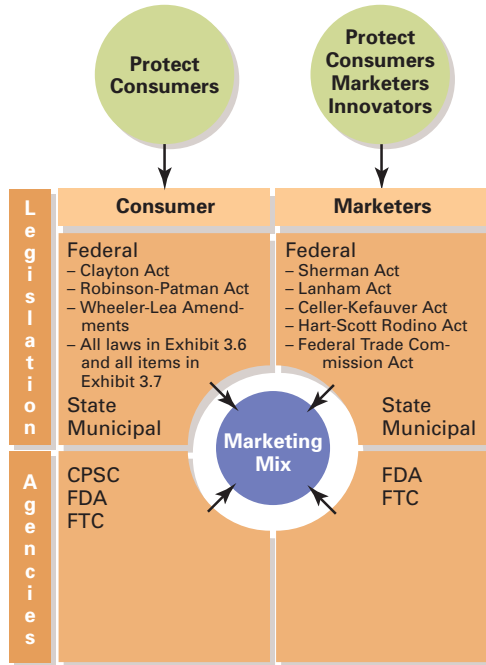 Protect
Consumers
Protect
Consumers
Marketers
Innovators
Legislation
Consumer
Marketers
Federal
– Clayton Act
– Robinson-Patman Act
– Wheeler-Lea Amend-
ments
– All laws in Exhibit 3.6
and all items in
Exhibit 3.7
State
Municipal
Federal
– Sherman Act
– Lanham Act
– Celler-Kefauver Act
– Hart-Scott Rodino Act
– Federal Trade Com-
mission Act
State
Municipal
Marketing
Mix
Agencies
CPSC
FDA
FTC
FDA
FTC